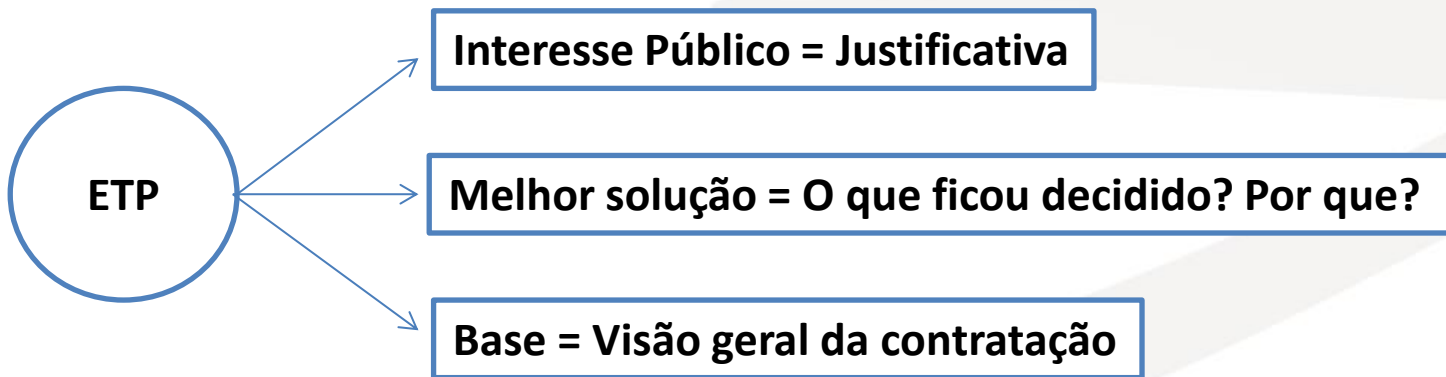 Interesse Público = Justificativa
ETP
Melhor solução = O que ficou decidido? Por que?
Base = Visão geral da contratação